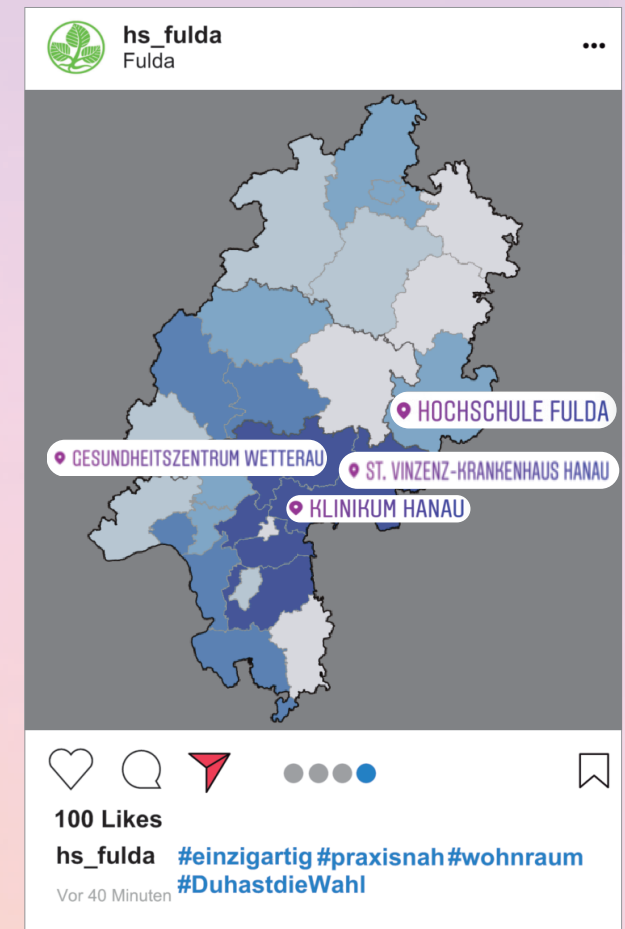 hs_fulda
Fulda
HOCHSCHULE FULDA
GESUNDHEITSZENTRUM WETTERAU
ST. VINZENZ-KRANKENHAUS HANAU
KLINIKUM HANAU
100 Likes
hs_fulda #einzigartig #praxisnah #wohnraum
#DuhastdieWahl
Vor 40 Minuten